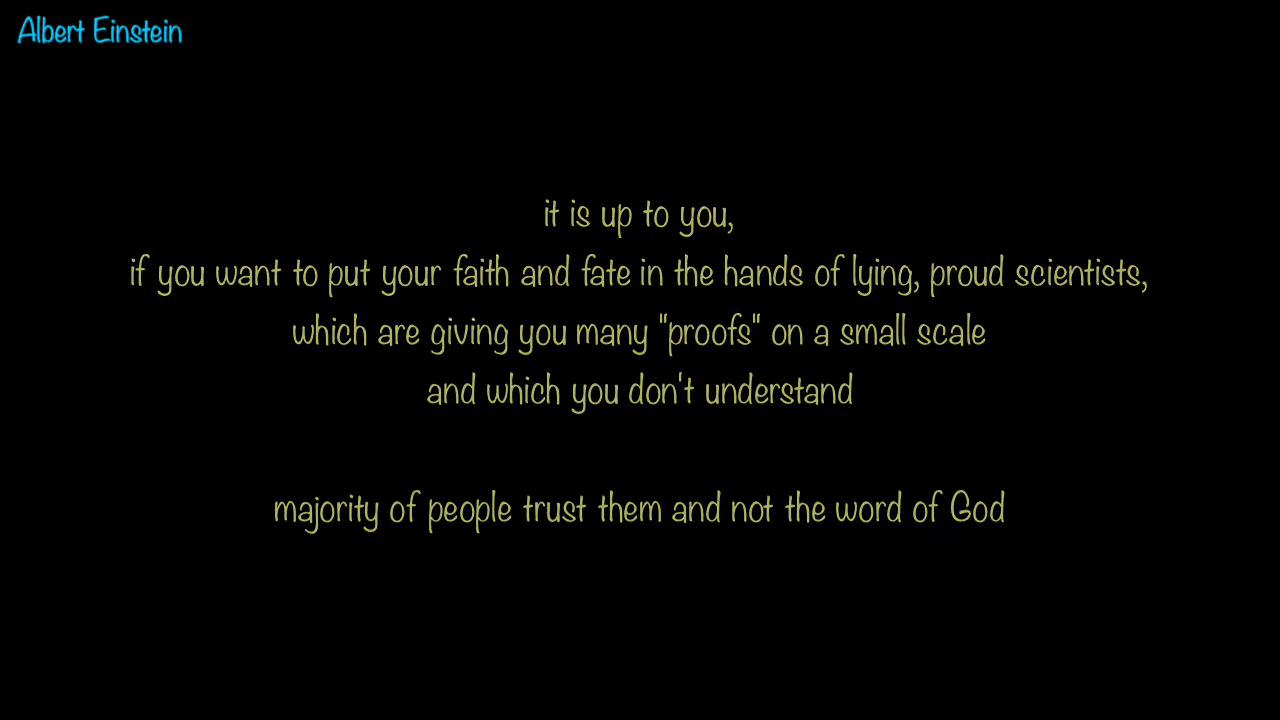 Albert Einstein
it is up to you,
if you want to put your faith and fate in the hands of lying, proud scientists,
which are giving you many "proofs" on a small scale
and which you don't understand
majority of people trust them and not the word of God